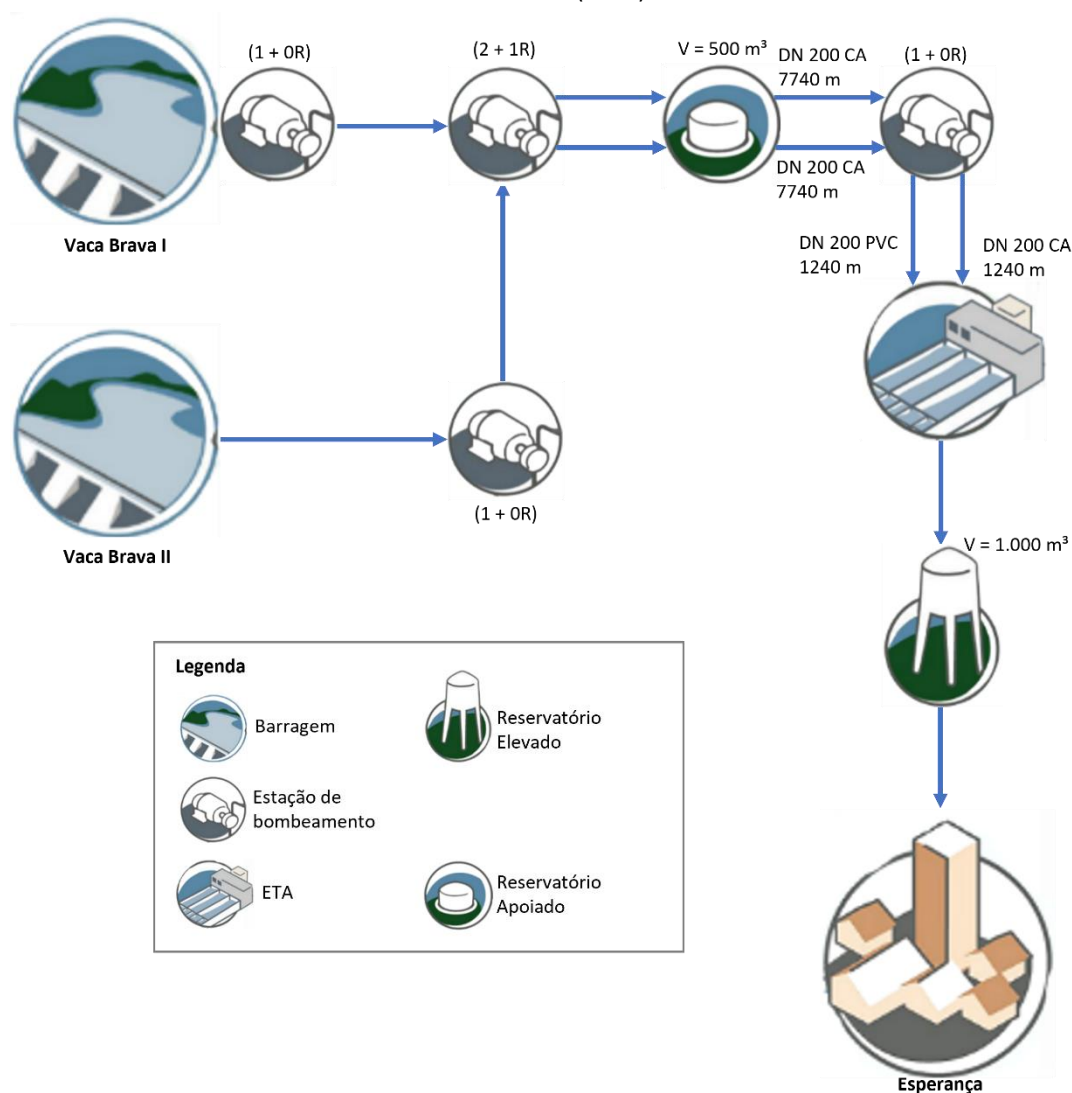 (1 + 0R)
(2 + 1R)
V = 500 m³
DN 200 CA
7740 m
(1 + 0R)
DN 200 CA
7740 m
Vaca Brava I
DN 200 PVC
1240 m
DN 200 CA
1240 m
(1 + 0R)
Vaca Brava II
V = 1.000 m³
Legenda
Barragem
Reservatório
Elevado
Estação de
bombeamento
ETA
Reservatório
Apoiado
Esperança